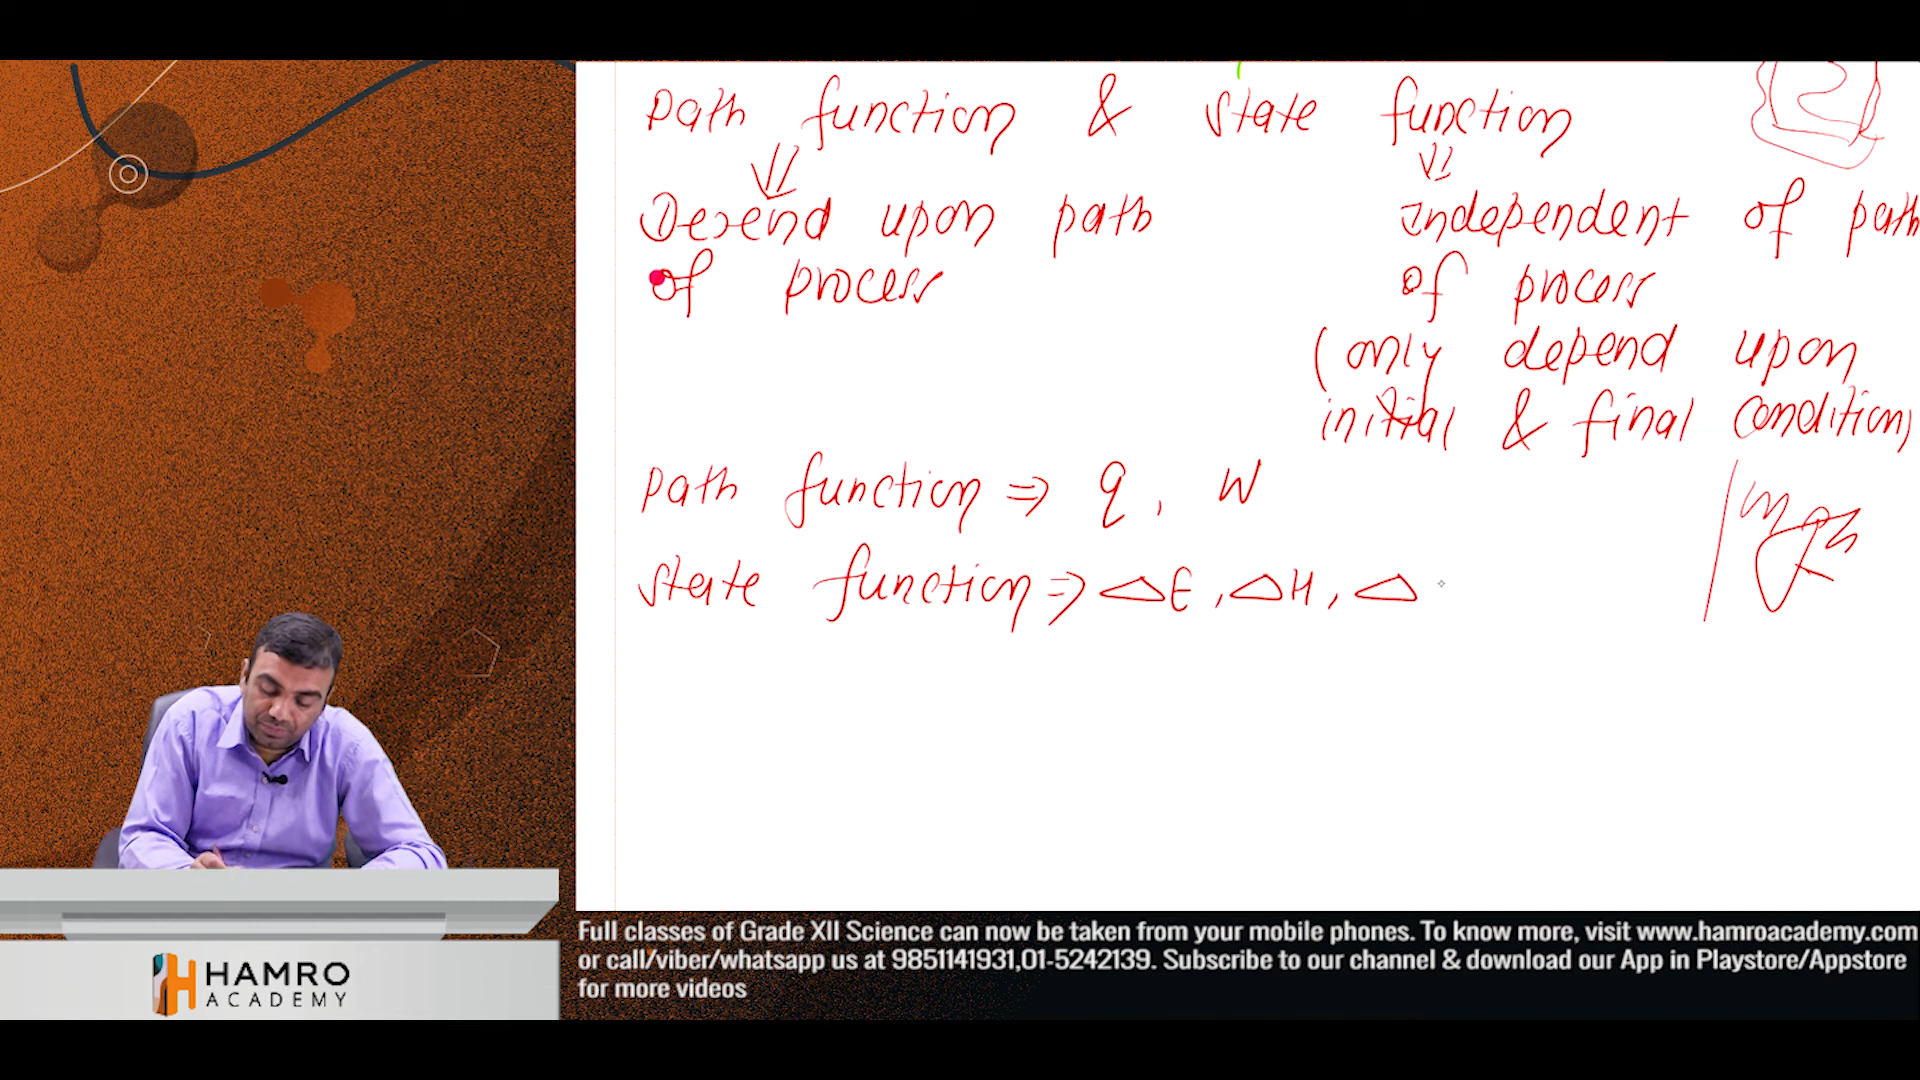 Path function & state function
Depend upon path
of process
independent of path
of process
(only depend upon
initial & final condition)
Path function ⇒ q, W
state function ⇒ △E, △H, △
mgh
Full classes of Grade XII Science can now be taken from your mobile phones. To know more, visit www.hamroacademy.com
or call/viber/whatsapp us at 9851141931,01-5242139. Subscribe to our channel & download our App in Playstore/Appstore
for more videos
HAMRO
ACADEMY